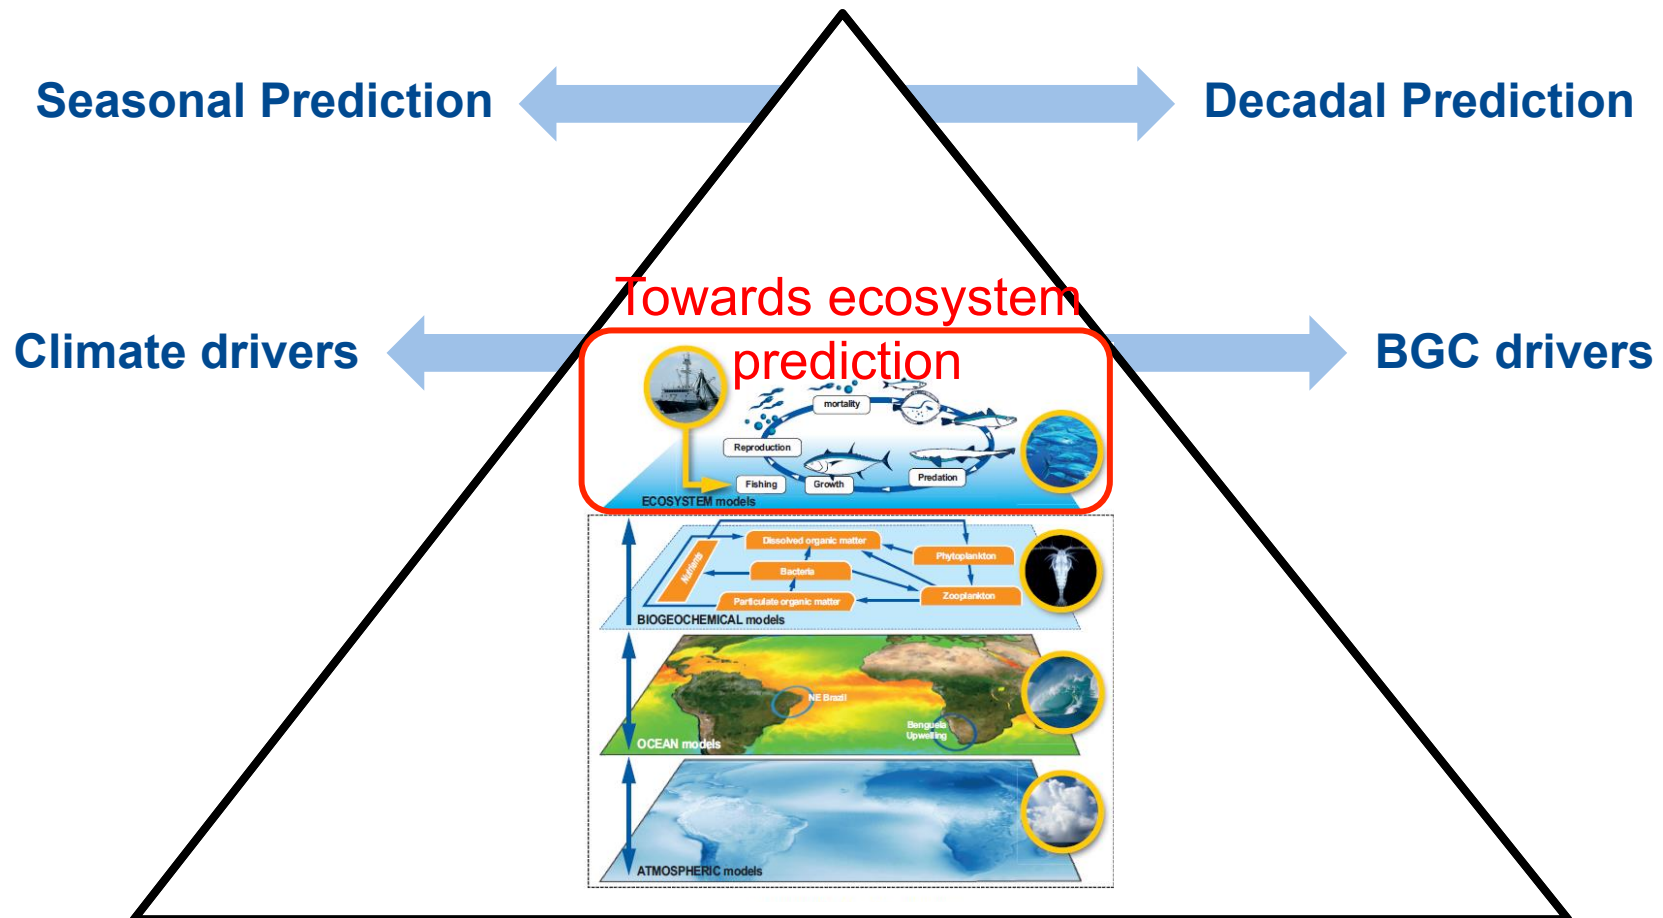 Seasonal Prediction
Decadal Prediction
Towards ecosystem
prediction
Climate drivers
BGC drivers
mortality
Reproduction
Predation
Fishing
Growth
ECOSYSTEM models
Dissolved organic matter
Phytoplankton
Nutrients
Bacteria
Zooplankton
Particulate organic matter
BIOGEOCHEMICAL models
NE Brazil
Benguela
Upwelling
OCEAN models
ATMOSPHERIC models